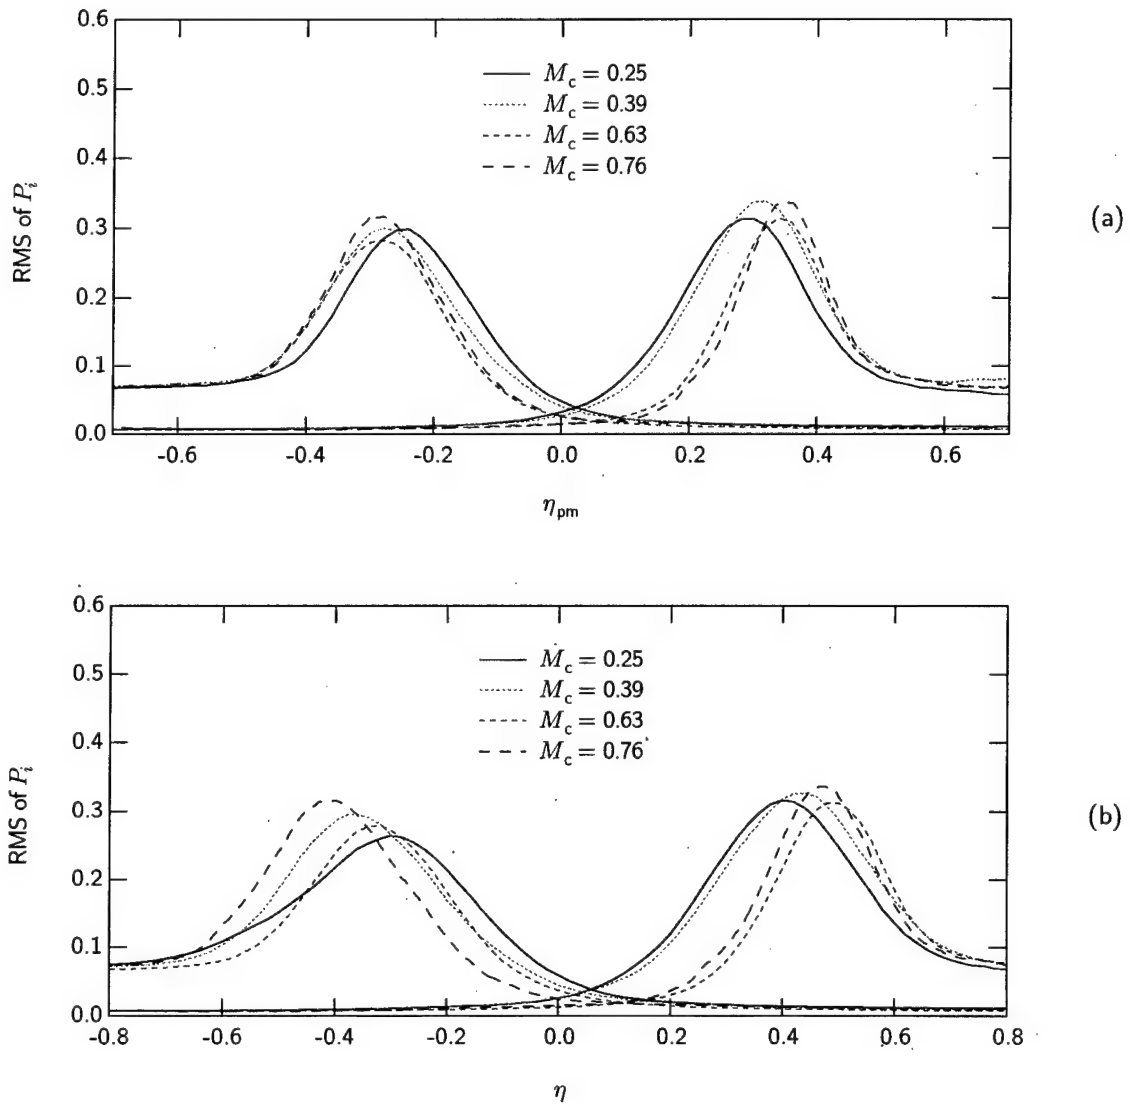 0.6
0.5
0.4
0.3
0.2
0.1
0.0
RMS of P_i
M_c = 0.25
M_c = 0.39
M_c = 0.63
M_c = 0.76
(a)
-0.6 -0.4 -0.2 0.0 0.2 0.4 0.6
η_pm
0.6
0.5
0.4
0.3
0.2
0.1
0.0
RMS of P_i
M_c = 0.25
M_c = 0.39
M_c = 0.63
M_c = 0.76
(b)
-0.8 -0.6 -0.4 -0.2 0.0 0.2 0.4 0.6 0.8
η